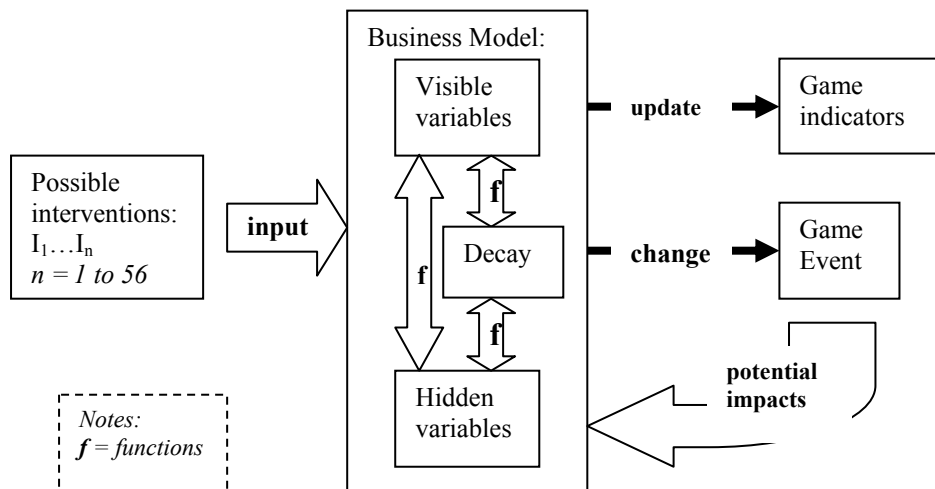 Business Model:
Visible
variables
update
Game
indicators
Possible
interventions:
I₁…Iₙ
n = 1 to 56
input
f
f
Decay
change
Game
Event
f
Hidden
variables
potential
impacts
Notes:
f = functions